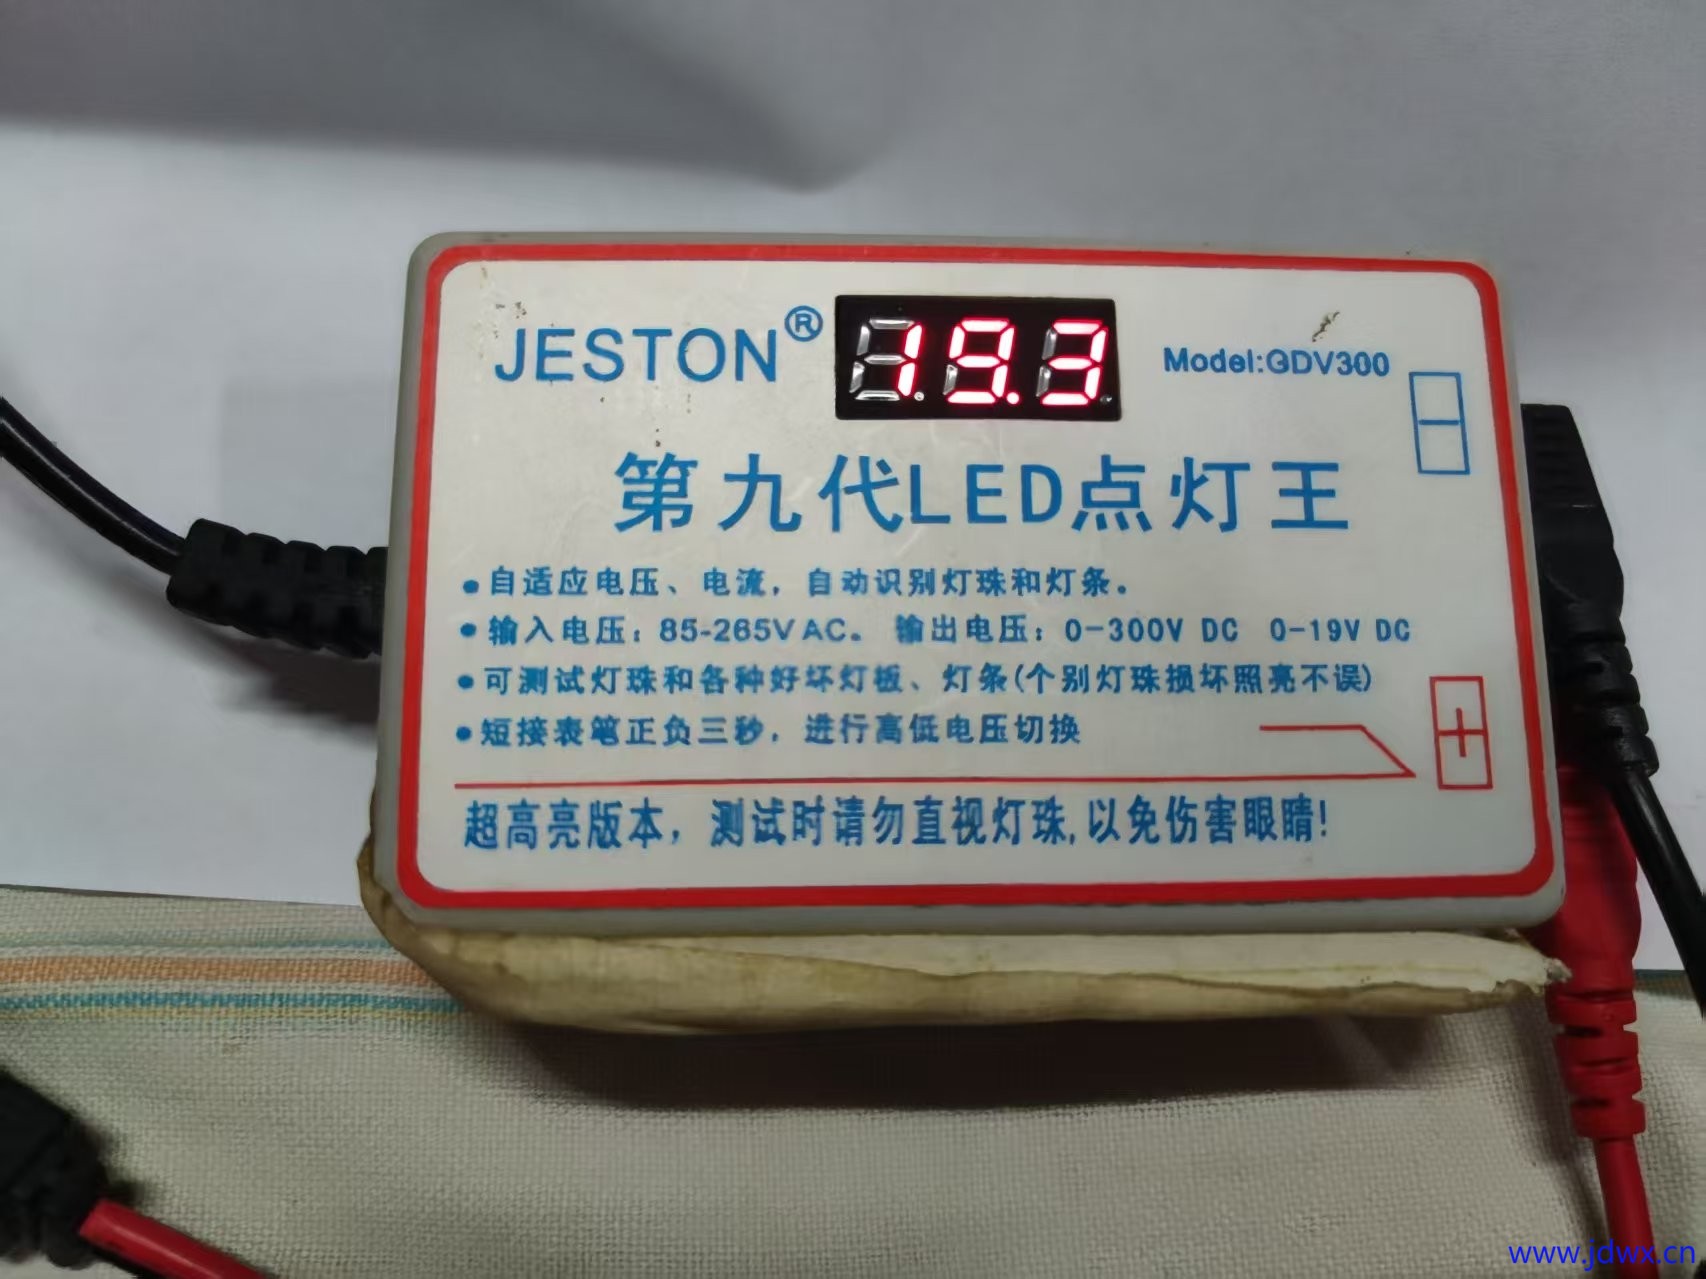 JESTON®
19.3
Model:GDV300
第九代LED点灯王
•自适应电压、电流，自动识别灯珠和灯条。
•输入电压：85-265VAC。 输出电压：0-300V DC 0-19V DC
•可测试灯珠和各种好坏灯板、灯条(个别灯珠损坏照亮不误)
•短接表笔正负三秒，进行高低电压切换
超高亮版本，测试时请勿直视灯珠,以免伤害眼睛!
−
+
www.jdwx.cn